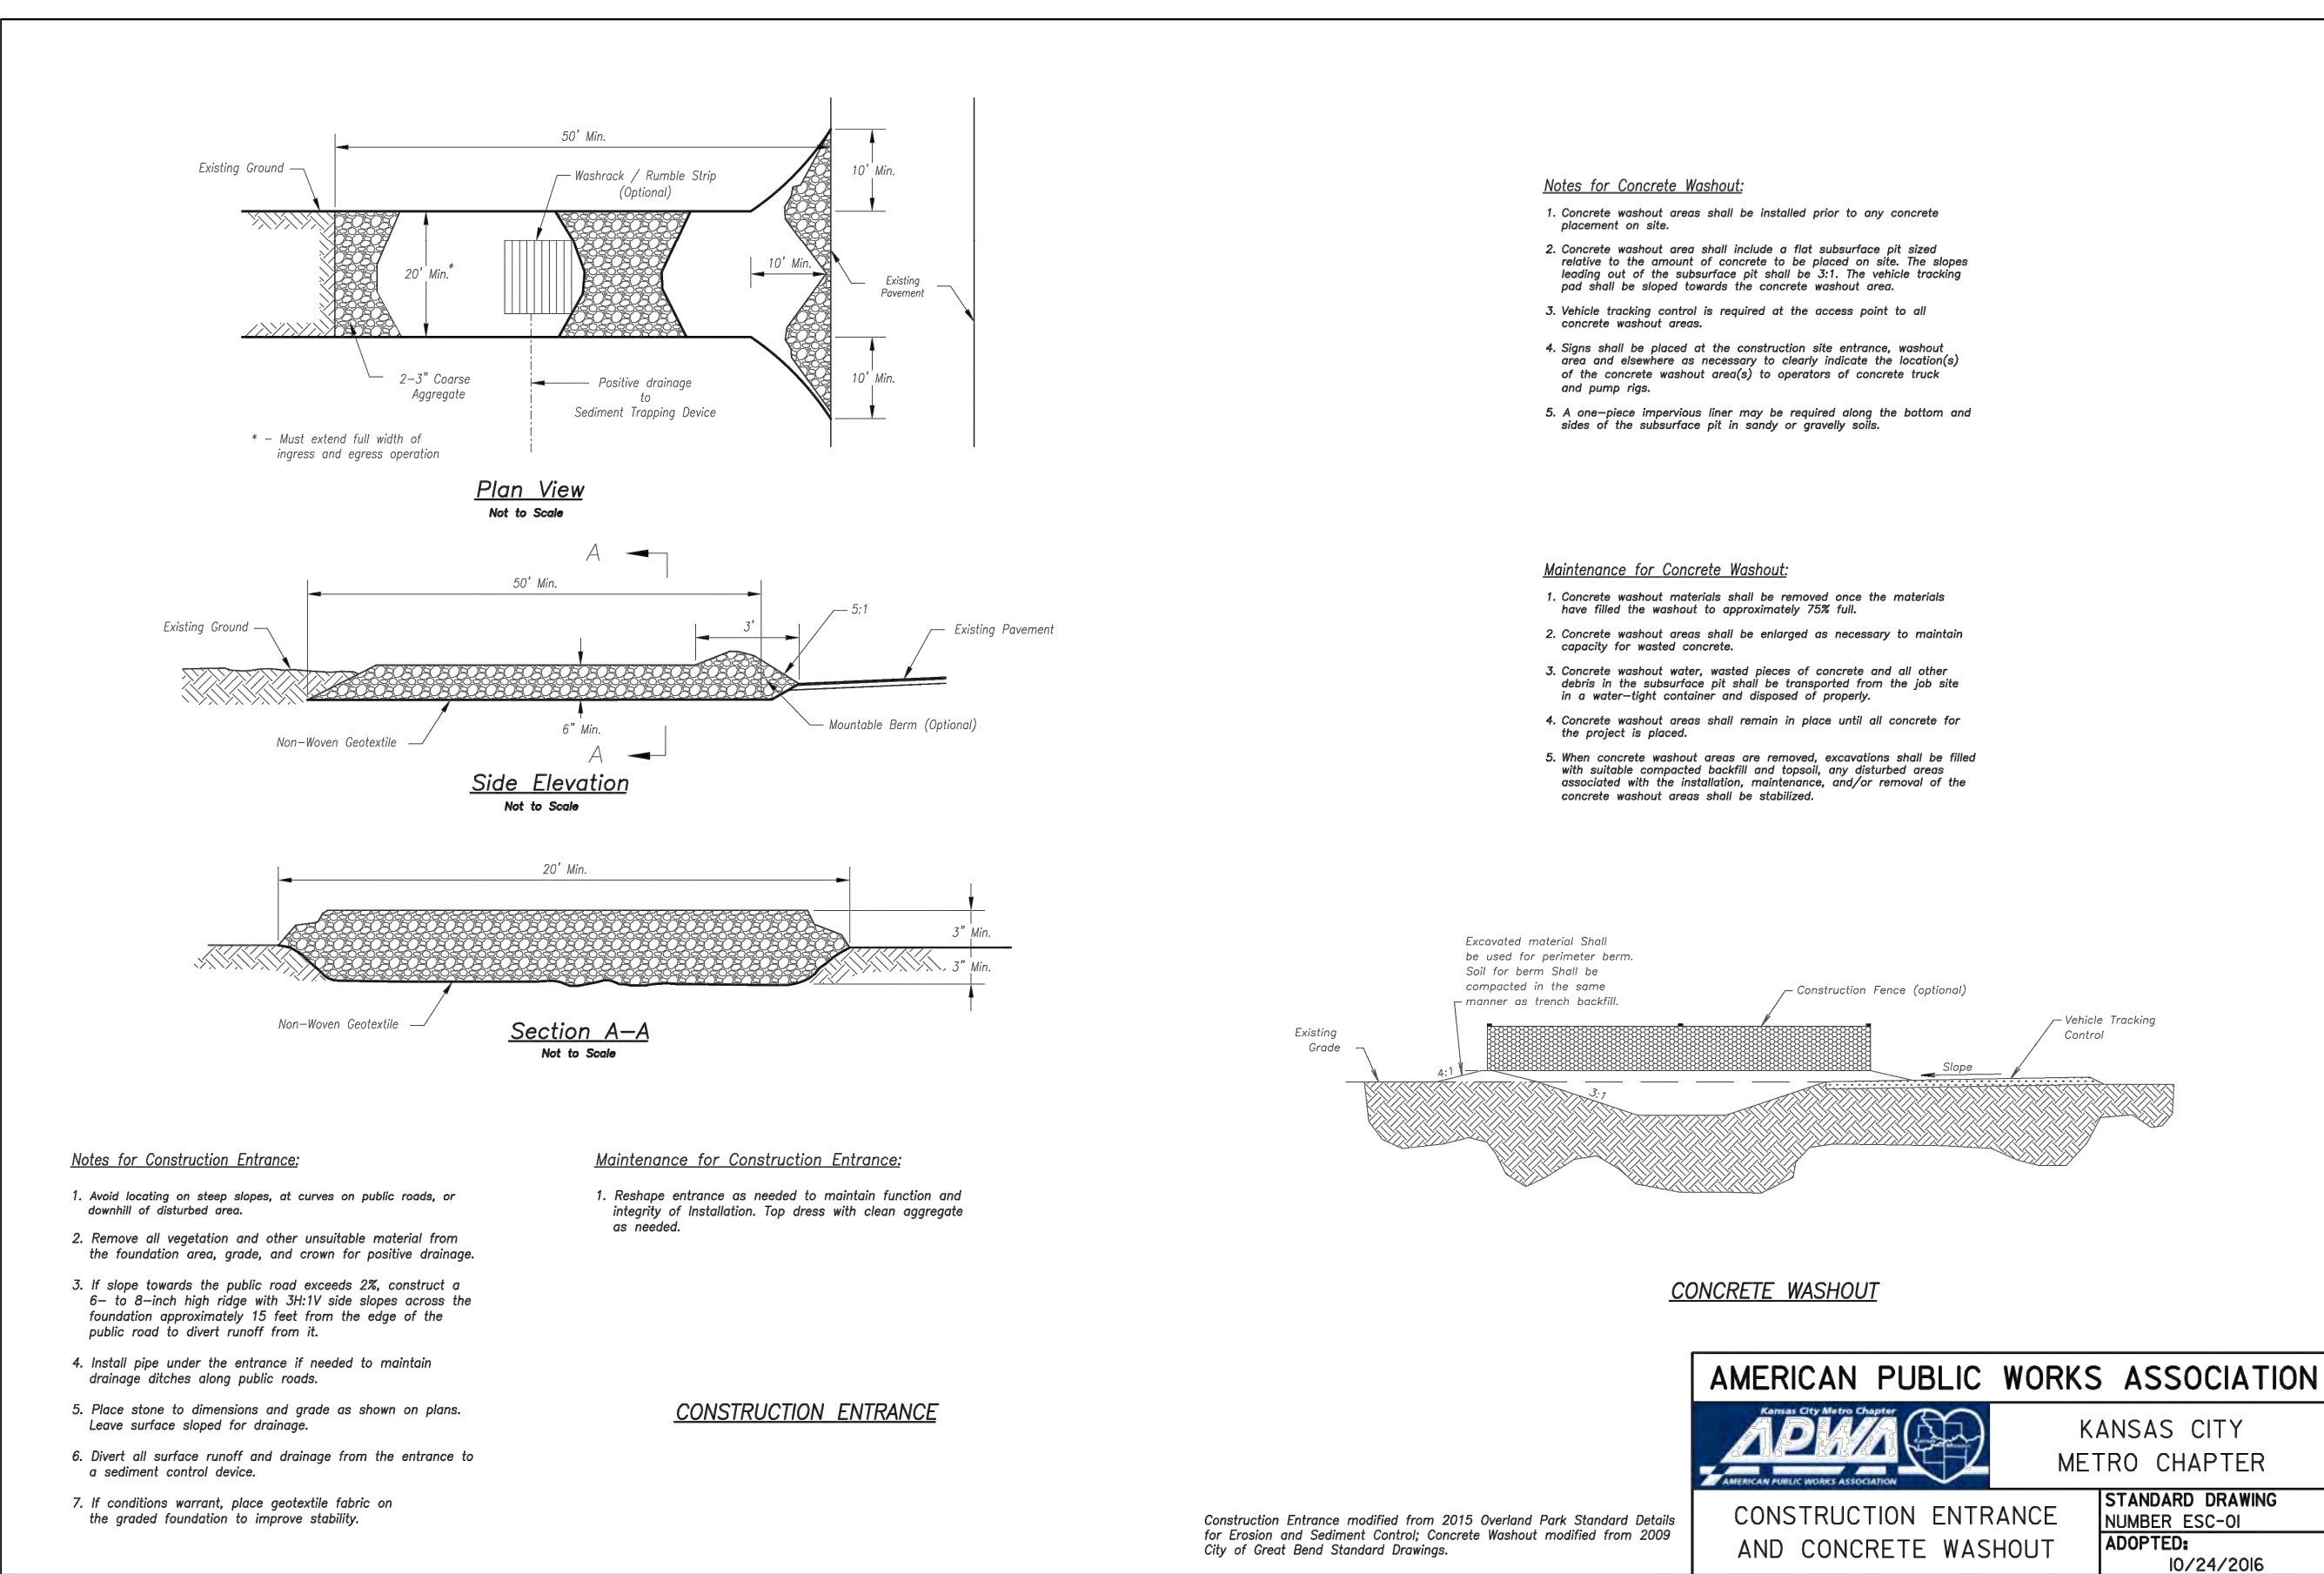 50' Min.
Existing Ground
Washrack / Rumble Strip
(Optional)
10' Min.
20' Min.*
10' Min.
Existing
Pavement
10' Min.
2-3" Coarse
Aggregate
Positive drainage
to
Sediment Trapping Device
* - Must extend full width of
ingress and egress operation
Plan View
Not to Scale
A
50' Min.
5:1
3'
Existing Ground
Existing Pavement
Mountable Berm (Optional)
6" Min.
Non-Woven Geotextile
A
Side Elevation
Not to Scale
20' Min.
3" Min.
3" Min.
Non-Woven Geotextile
Section A-A
Not to Scale
Notes for Construction Entrance:
1. Avoid locating on steep slopes, at curves on public roads, or
downhill of disturbed area.
2. Remove all vegetation and other unsuitable material from
the foundation area, grade, and crown for positive drainage.
3. If slope towards the public road exceeds 2%, construct a
6- to 8-inch high ridge with 3H:1V side slopes across the
foundation approximately 15 feet from the edge of the
public road to divert runoff from it.
4. Install pipe under the entrance if needed to maintain
drainage ditches along public roads.
5. Place stone to dimensions and grade as shown on plans.
Leave surface sloped for drainage.
6. Divert all surface runoff and drainage from the entrance to
a sediment control device.
7. If conditions warrant, place geotextile fabric on
the graded foundation to improve stability.
Maintenance for Construction Entrance:
1. Reshape entrance as needed to maintain function and
integrity of Installation. Top dress with clean aggregate
as needed.
CONSTRUCTION ENTRANCE
Notes for Concrete Washout:
1. Concrete washout areas shall be installed prior to any concrete
placement on site.
2. Concrete washout area shall include a flat subsurface pit sized
relative to the amount of concrete to be placed on site. The slopes
leading out of the subsurface pit shall be 3:1. The vehicle tracking
pad shall be sloped towards the concrete washout area.
3. Vehicle tracking control is required at the access point to all
concrete washout areas.
4. Signs shall be placed at the construction site entrance, washout
area and elsewhere as necessary to clearly indicate the location(s)
of the concrete washout area(s) to operators of concrete truck
and pump rigs.
5. A one-piece impervious liner may be required along the bottom and
sides of the subsurface pit in sandy or gravelly soils.
Maintenance for Concrete Washout:
1. Concrete washout materials shall be removed once the materials
have filled the washout to approximately 75% full.
2. Concrete washout areas shall be enlarged as necessary to maintain
capacity for wasted concrete.
3. Concrete washout water, wasted pieces of concrete and all other
debris in the subsurface pit shall be transported from the job site
in a water-tight container and disposed of properly.
4. Concrete washout areas shall remain in place until all concrete for
the project is placed.
5. When concrete washout areas are removed, excavations shall be filled
with suitable compacted backfill and topsoil, any disturbed areas
associated with the installation, maintenance, and/or removal of the
concrete washout areas shall be stabilized.
Excavated material Shall
be used for perimeter berm.
Soil for berm Shall be
compacted in the same
manner as trench backfill.
Construction Fence (optional)
Existing
Grade
Vehicle Tracking
Control
4:1
3:1
Slope
CONCRETE WASHOUT
Construction Entrance modified from 2015 Overland Park Standard Details
for Erosion and Sediment Control; Concrete Washout modified from 2009
City of Great Bend Standard Drawings.
AMERICAN PUBLIC WORKS ASSOCIATION
Kansas City Metro Chapter
APWA
AMERICAN PUBLIC WORKS ASSOCIATION
KANSAS CITY
METRO CHAPTER
CONSTRUCTION ENTRANCE
AND CONCRETE WASHOUT
STANDARD DRAWING
NUMBER ESC-01
ADOPTED:
10/24/2016